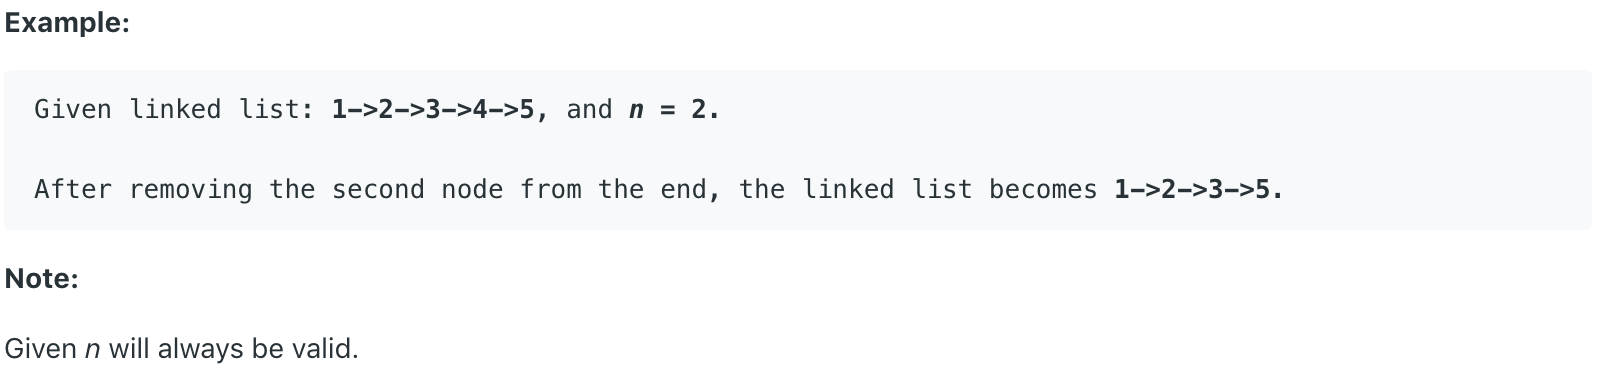 Example:
Given linked list: 1->2->3->4->5, and n = 2.
After removing the second node from the end, the linked list becomes 1->2->3->5.
Note:
Given n will always be valid.